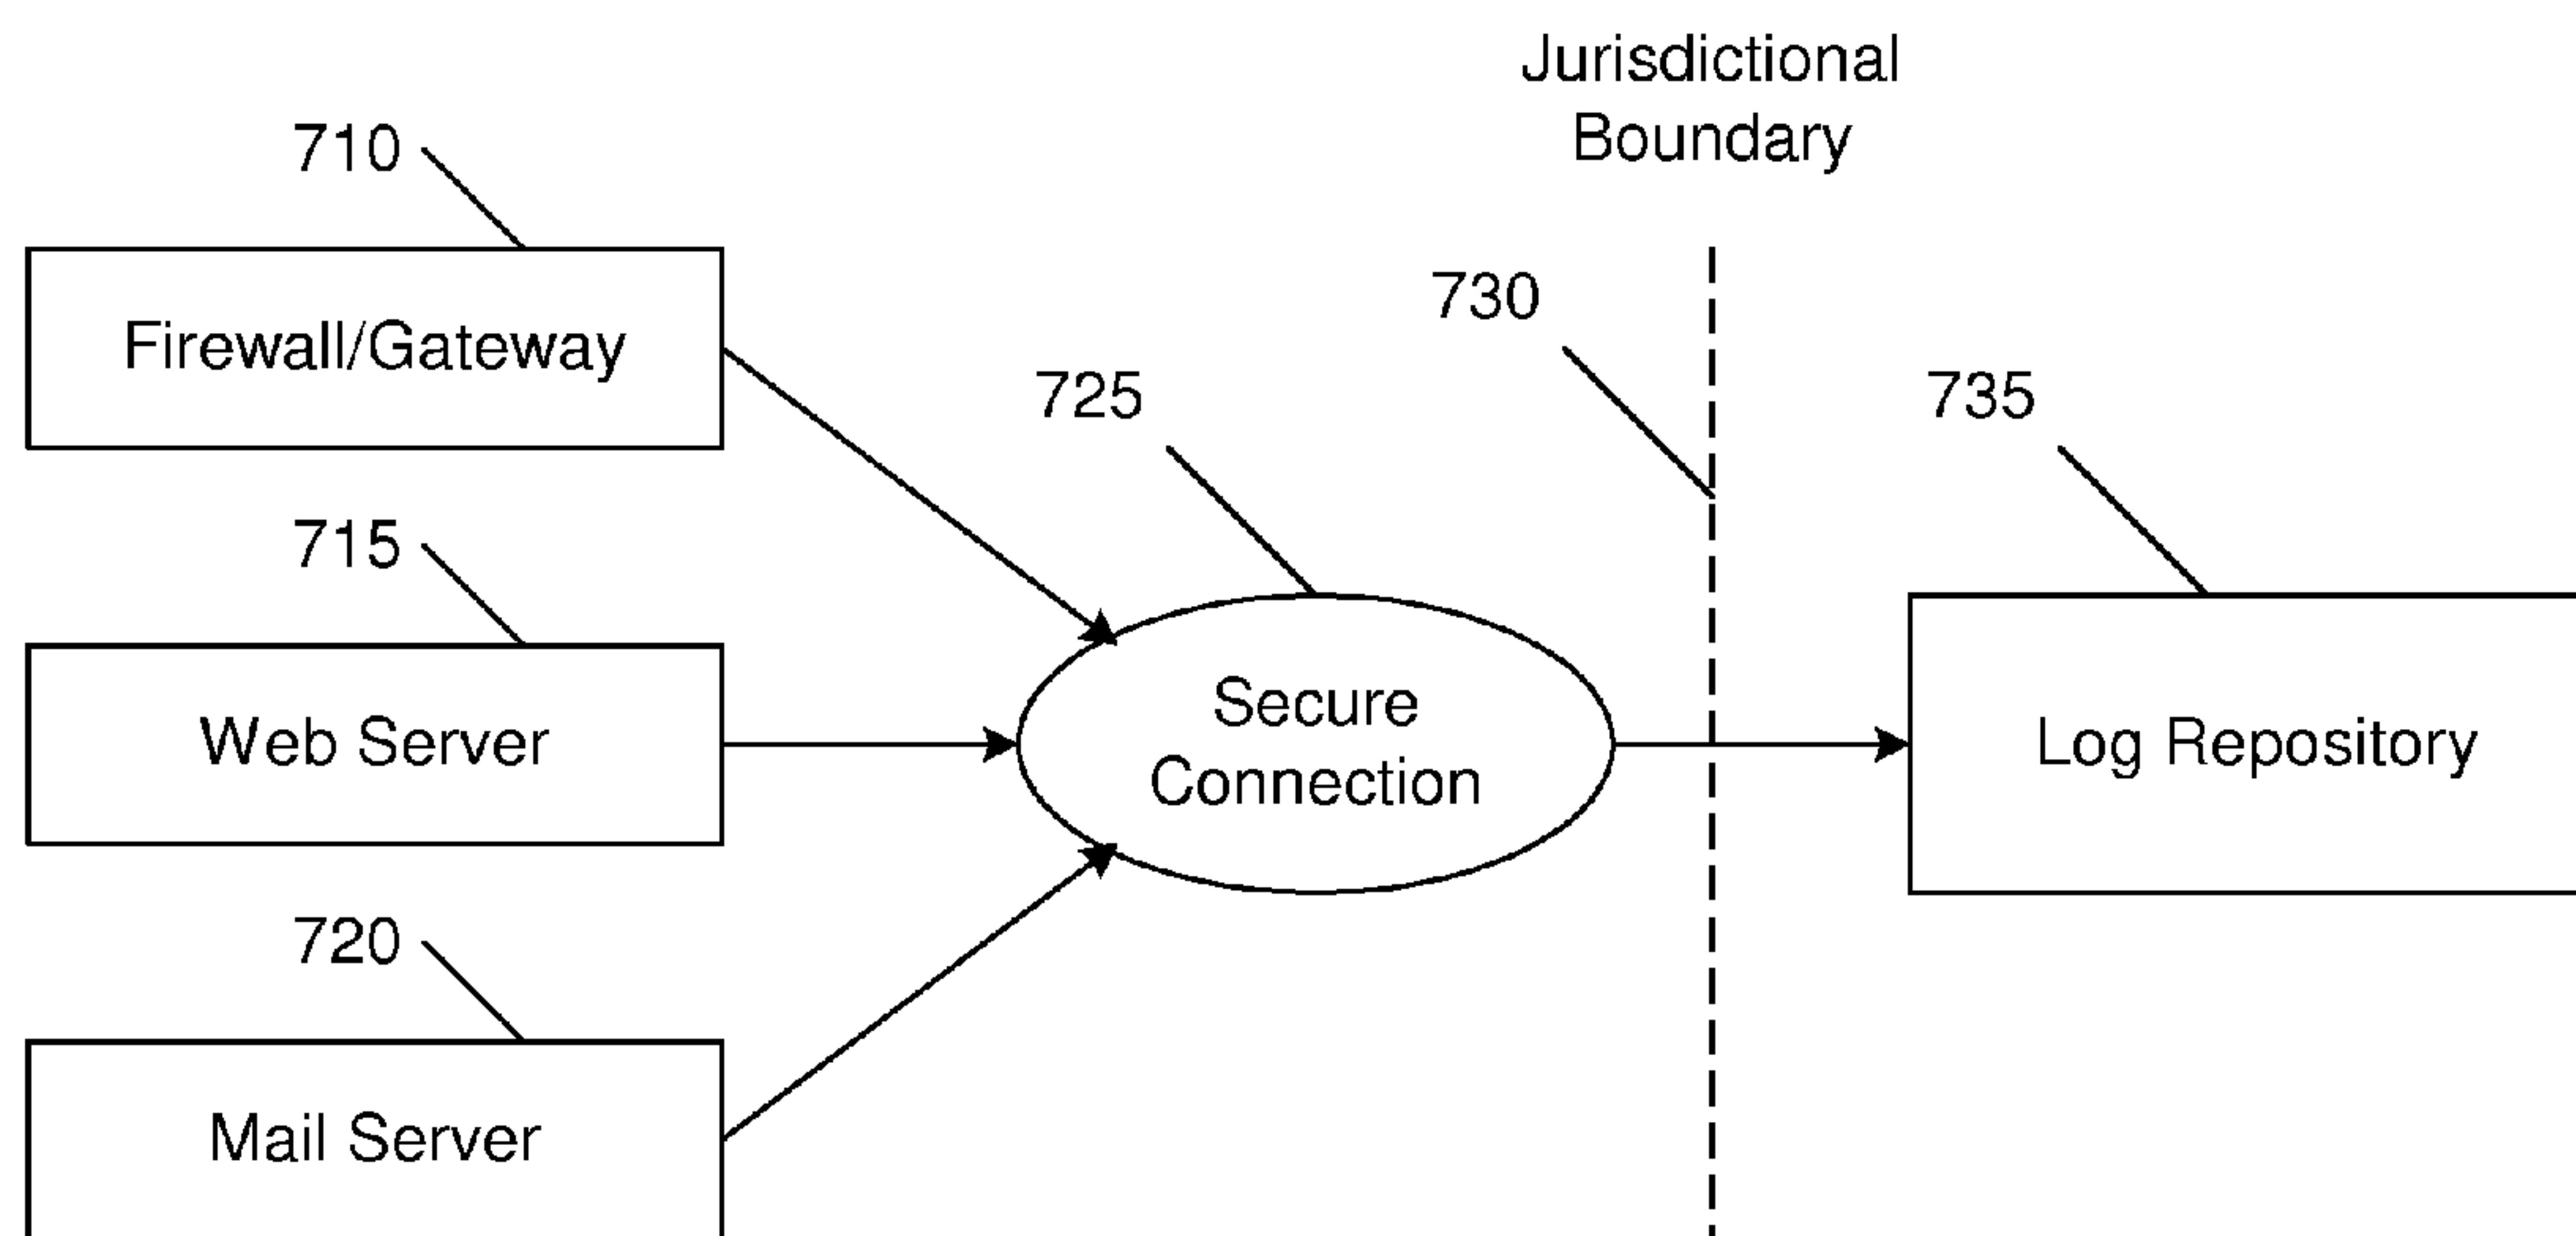 Jurisdictional
Boundary
710
Firewall/Gateway
730
725
735
715
Web Server
Secure
Connection
Log Repository
720
Mail Server